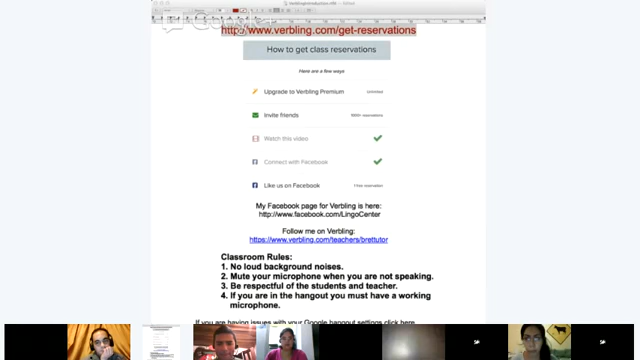 http://www.verbling.com/get-reservations
How to get class reservations
Here are a few ways
Upgrade to Verbling Premium
Unlimited
Invite friends
Watch this video
Connect with Facebook
Like us on Facebook
1 free reservation
My Facebook page for Verbling is here:
http://www.facebook.com/LingoCenter
Follow me on Verbling:
https://www.verbling.com/teachers/brettutor
Classroom Rules:
1. No loud background noises.
2. Mute your microphone when you are not speaking.
3. Be respectful of the students and teacher.
4. If you are in the hangout you must have a working
microphone.
If you are having issues with your Google hangout settings click here